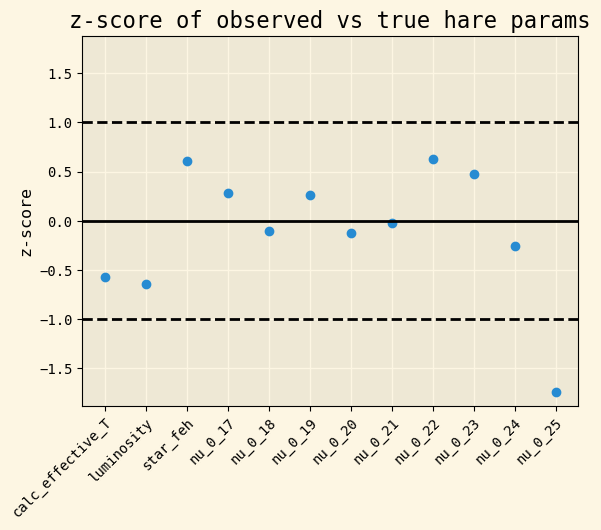 z-score of observed vs true hare params
z-score
1.5
1.0
0.5
0.0
−0.5
−1.0
−1.5
calc_effective_T
luminosity
star_feh
nu_0_17
nu_0_18
nu_0_19
nu_0_20
nu_0_21
nu_0_22
nu_0_23
nu_0_24
nu_0_25